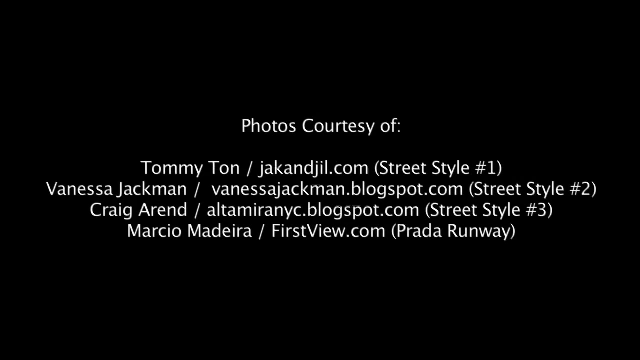 Photos Courtesy of:
Tommy Ton / jakandjil.com (Street Style #1)
Vanessa Jackman /  vanessajackman.blogspot.com (Street Style #2)
Craig Arend / altamiranyc.blogspot.com (Street Style #3)
Marcio Madeira / FirstView.com (Prada Runway)